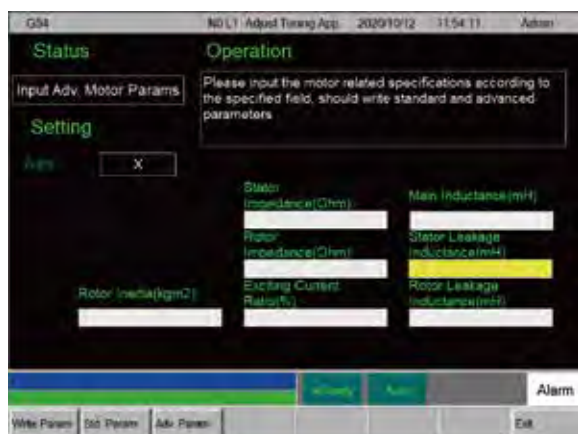 G54 N0 L1 Adjust Tuning App. 2020/10/12 11:54:11 Admin
Status
Operation
Input Adv. Motor Params
Please input the motor related specifications according to
the specified field, should write standard and advanced
parameters
Setting
X
Stator
Impedance(Ohm)
Main Inductance(mH)
Rotor
Impedance(Ohm)
Stator Leakage
Inductance(mH)
Rotor Inertia(kgm2)
Exciting Current
Ratio(%)
Rotor Leakage
Inductance(mH)
Alarm
Write Param Std. Param Adv. Param Exit